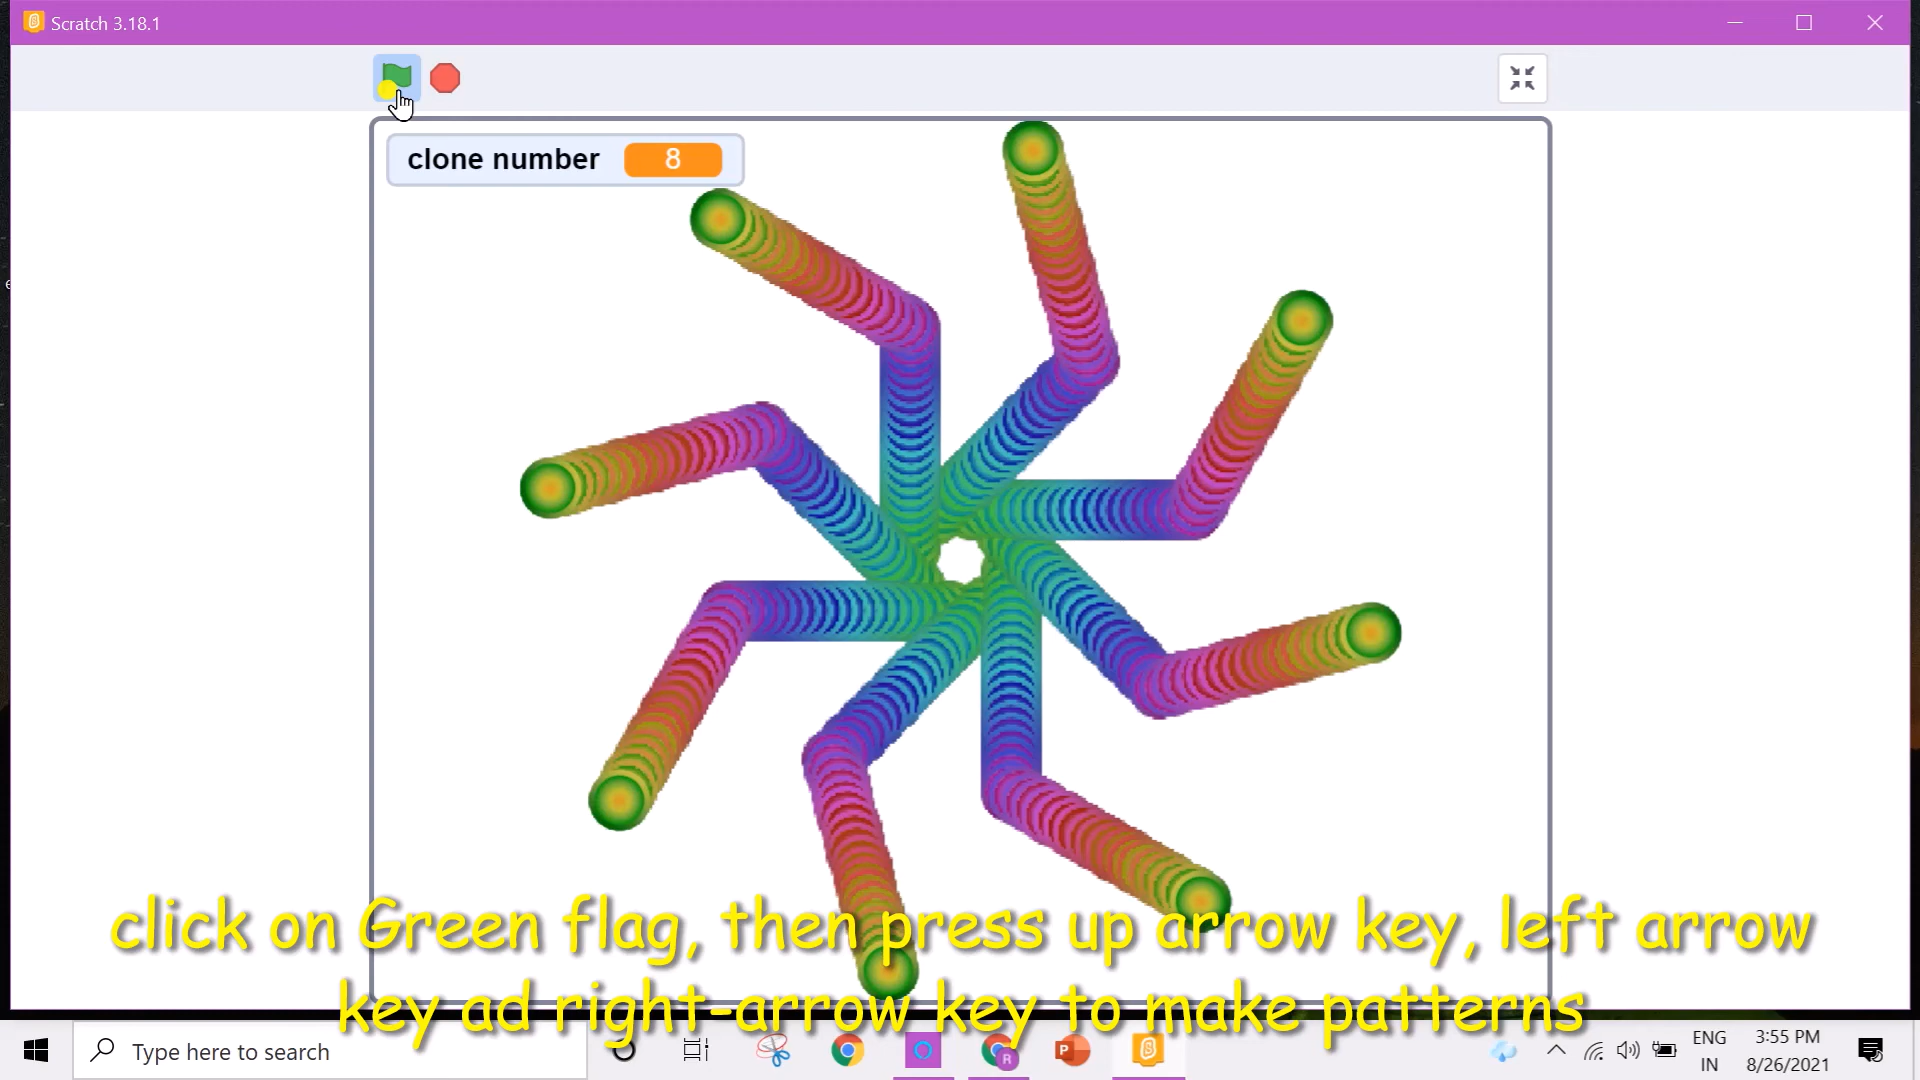 Scratch 3.18.1
clone number 8
click on Green flag, then press up arrow key, left arrow
key ad right-arrow key to make patterns
Type here to search
ENG
IN
3:55 PM
8/26/2021